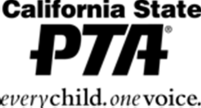 California State
PTA®
everychild. onevoice.